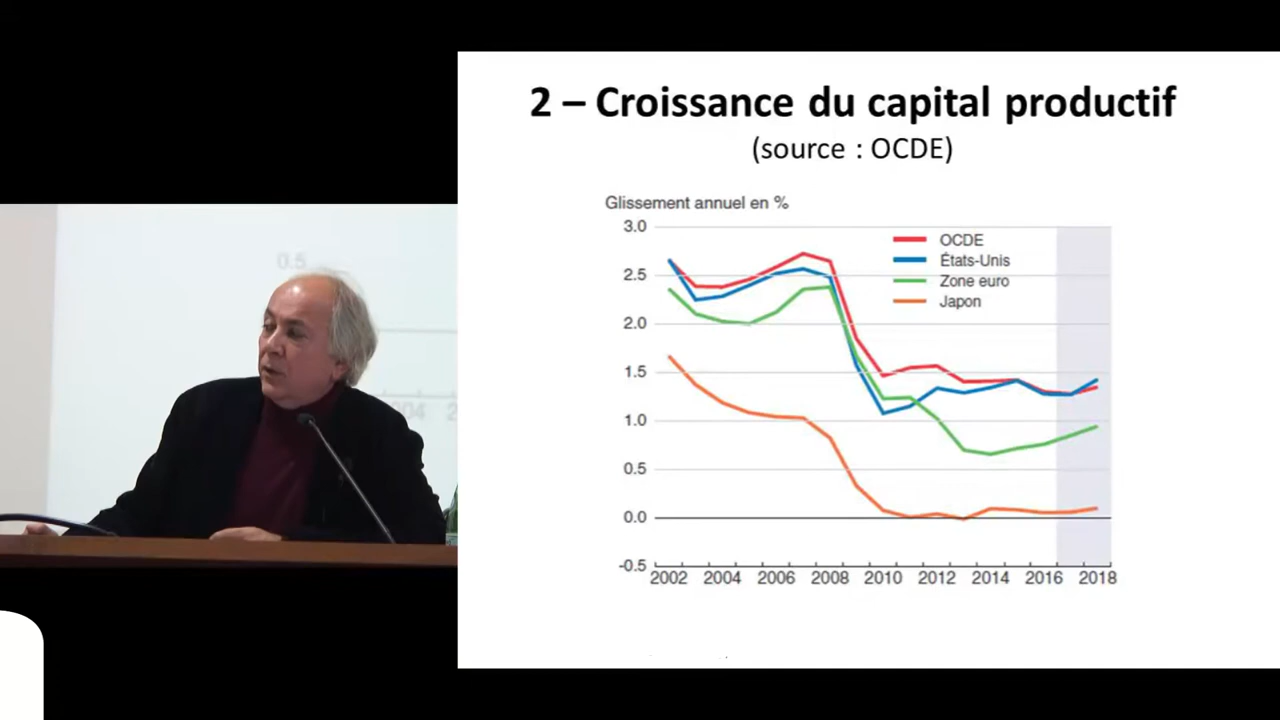 2 – Croissance du capital productif
(source : OCDE)
Glissement annuel en %
3.0
2.5
2.0
1.5
1.0
0.5
0.0
-0.5
OCDE
États-Unis
Zone euro
Japon
2002 2004 2006 2008 2010 2012 2014 2016 2018
0.5